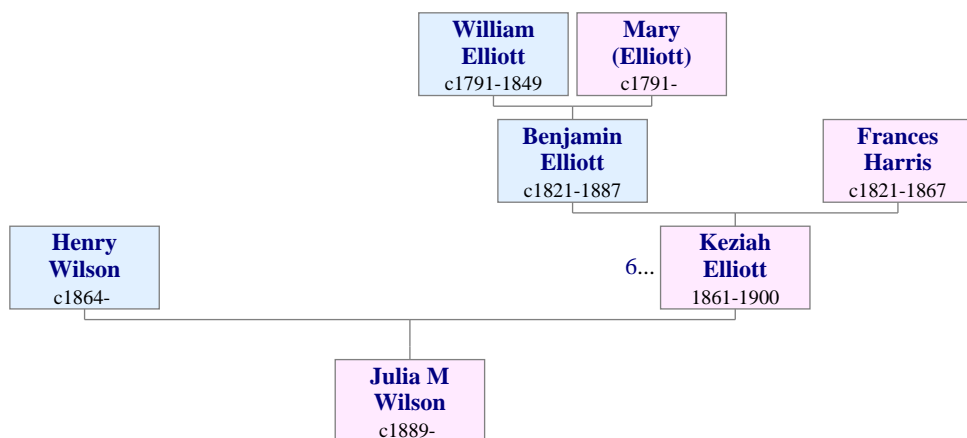 William
Elliott
c1791-1849
Mary
(Elliott)
c1791-
Benjamin
Elliott
c1821-1887
Frances
Harris
c1821-1867
Henry
Wilson
c1864-
6...
Keziah
Elliott
1861-1900
Julia M
Wilson
c1889-